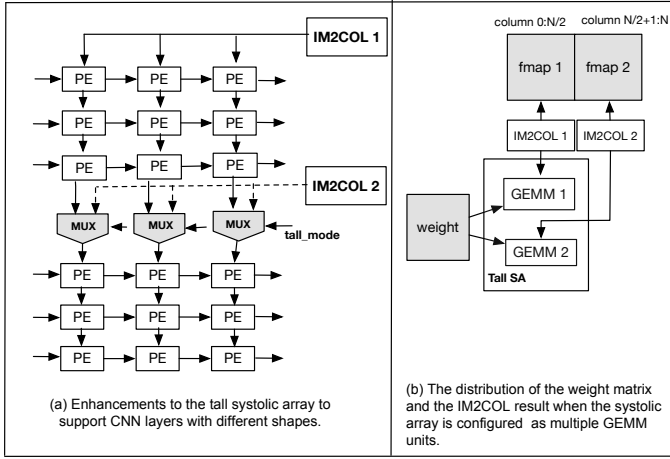 IM2COL 1
PE PE PE
PE PE PE
PE PE PE
IM2COL 2
MUX MUX MUX
tall_mode
PE PE PE
PE PE PE
PE PE PE
(a) Enhancements to the tall systolic array to
support CNN layers with different shapes.
column 0:N/2 column N/2+1:N
fmap 1 fmap 2
IM2COL 1 IM2COL 2
GEMM 1
weight
GEMM 2
Tall SA
(b) The distribution of the weight matrix
and the IM2COL result when the systolic
array is configured as multiple GEMM
units.